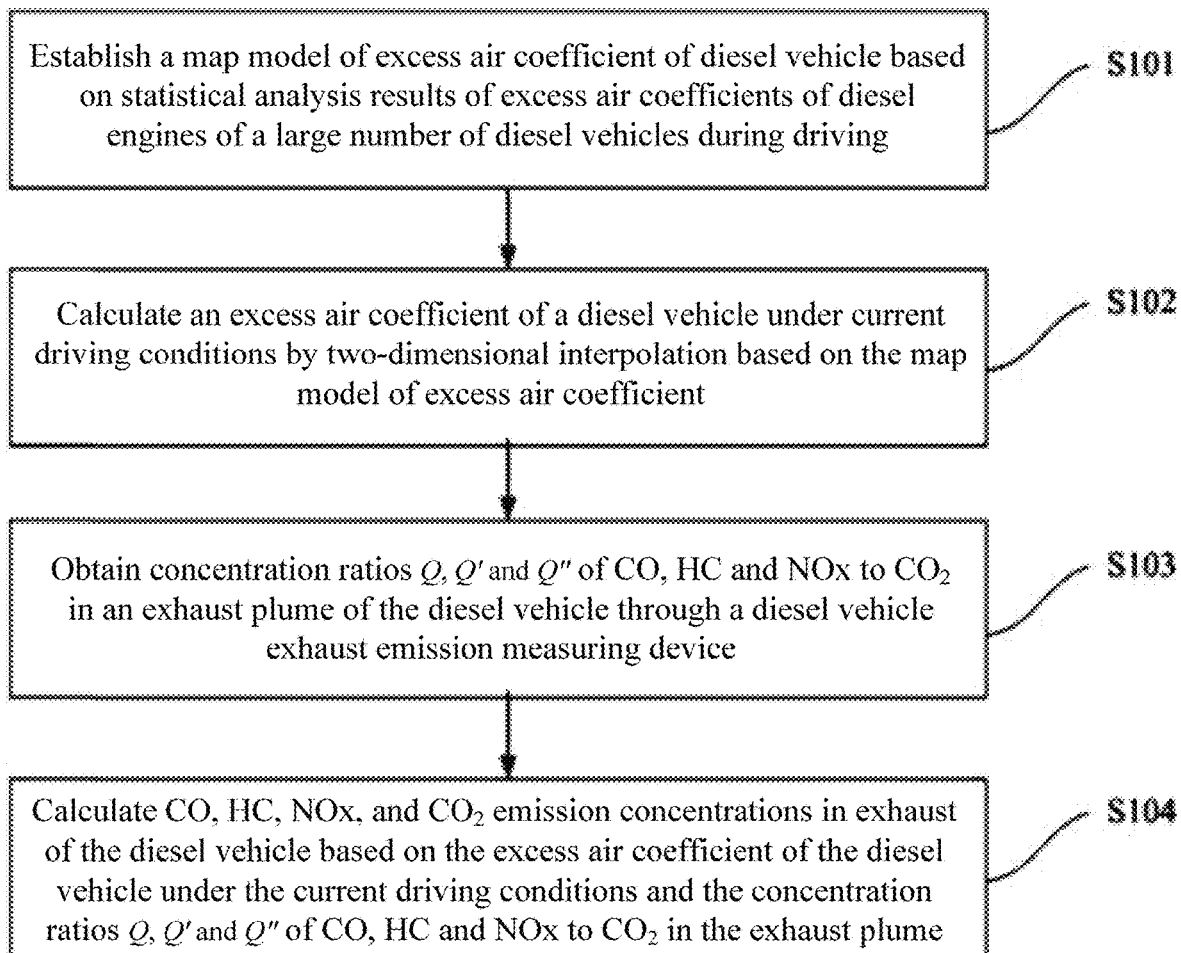 Establish a map model of excess air coefficient of diesel vehicle based
on statistical analysis results of excess air coefficients of diesel
engines of a large number of diesel vehicles during driving
S101
Calculate an excess air coefficient of a diesel vehicle under current
driving conditions by two-dimensional interpolation based on the map
model of excess air coefficient
S102
Obtain concentration ratios Q, Q' and Q" of CO, HC and NOx to CO₂
in an exhaust plume of the diesel vehicle through a diesel vehicle
exhaust emission measuring device
S103
Calculate CO, HC, NOx, and CO₂ emission concentrations in exhaust
of the diesel vehicle based on the excess air coefficient of the diesel
vehicle under the current driving conditions and the concentration
ratios Q, Q' and Q" of CO, HC and NOx to CO₂ in the exhaust plume
S104